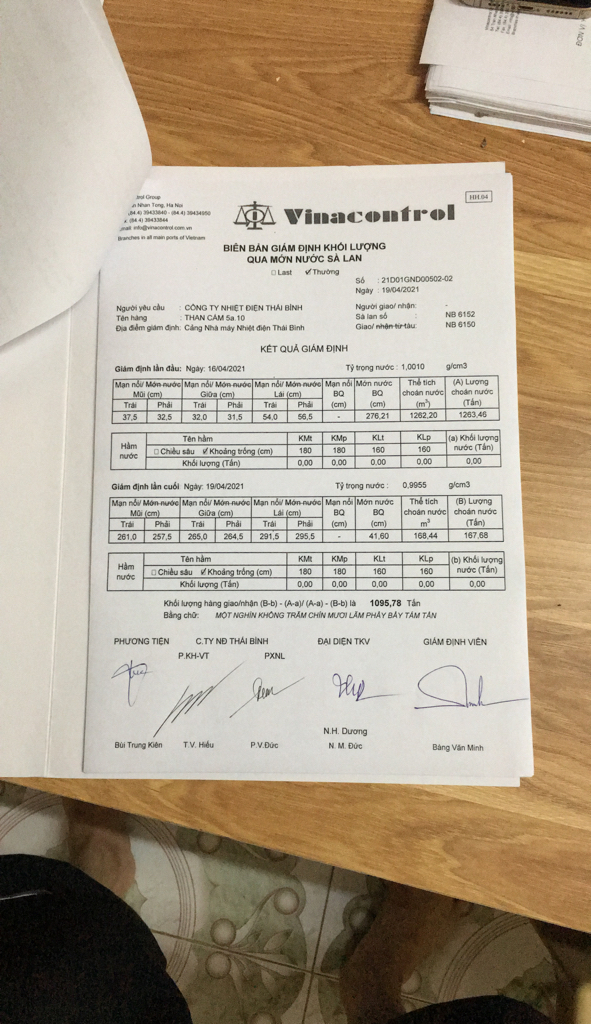 trol Group
n Nhan Tong, Ha Noi
(84.4) 39433840 - (84.4) 39434950
(84.4) 39433844
email: info@vinacontrol.com.vn
Branches in all main ports of Vietnam
Vinacontrol
HH.04
BIÊN BẢN GIÁM ĐỊNH KHỐI LƯỢNG
QUA MỚN NƯỚC SÀ LAN
Last Thường
Số : 21D01GND00502-02
Ngày : 19/04/2021
Người yêu cầu : CÔNG TY NHIỆT ĐIỆN THÁI BÌNH Người giao/ nhận: -
Tên hàng : THAN CÁM 5a.10 Sà lan số : NB 6152
Địa điểm giám định: Cảng Nhà máy Nhiệt điện Thái Bình Giao/ nhận từ tàu: NB 6150
KẾT QUẢ GIÁM ĐỊNH
Giám định lần đầu: Ngày: 16/04/2021 Tỷ trọng nước : 1,0010 g/cm3
Mạn nổi/ Mớn nước Mạn nổi/ Mớn nước Mạn nổi/ Mớn nước Mạn nổi Mớn nước Thể tích (A) Lượng
Mũi (cm) Giữa (cm) Lái (cm) BQ BQ choán nước choán nước
Trái Phải Trái Phải Trái Phải (cm) (cm) (m³) (Tấn)
37,5 32,5 32,0 31,5 54,0 56,5 - 276,21 1262,20 1263,46
Hầm nước Tên hầm KMt KMp KLt KLp (a) Khối lượng nước (Tấn)
Chiều sâu Khoảng trống (cm) 180 180 160 160
Khối lượng (Tấn) 0,00 0,00 0,00 0,00 0,00
Giám định lần cuối Ngày: 19/04/2021 Tỷ trọng nước : 0,9955 g/cm3
Mạn nổi/ Mớn nước Mạn nổi/ Mớn nước Mạn nổi/ Mớn nước Mạn nổi Mớn nước Thể tích (B) Lượng
Mũi (cm) Giữa (cm) Lái (cm) BQ BQ choán nước choán nước
Trái Phải Trái Phải Trái Phải (cm) (cm) m³ (Tấn)
261,0 257,5 265,0 264,5 291,5 295,5 - 41,60 168,44 167,68
Hầm nước Tên hầm KMt KMp KLt KLp (b) Khối lượng nước (Tấn)
Chiều sâu Khoảng trống (cm) 180 180 160 160
Khối lượng (Tấn) 0,00 0,00 0,00 0,00 0,00
Khối lượng hàng giao/nhận (B-b) - (A-a)/ (A-a) - (B-b) là 1095,78 Tấn
Bằng chữ: MỘT NGHÌN KHÔNG TRĂM CHÍN MƯƠI LĂM PHẨY BẢY TÁM TẤN
PHƯƠNG TIỆN C.TY NĐ THÁI BÌNH ĐẠI DIỆN TKV GIÁM ĐỊNH VIÊN
P.KH-VT PXNL
N.H. Dương
Bùi Trung Kiên T.V. Hiếu P.V.Đức N. M. Đức Bàng Văn Minh